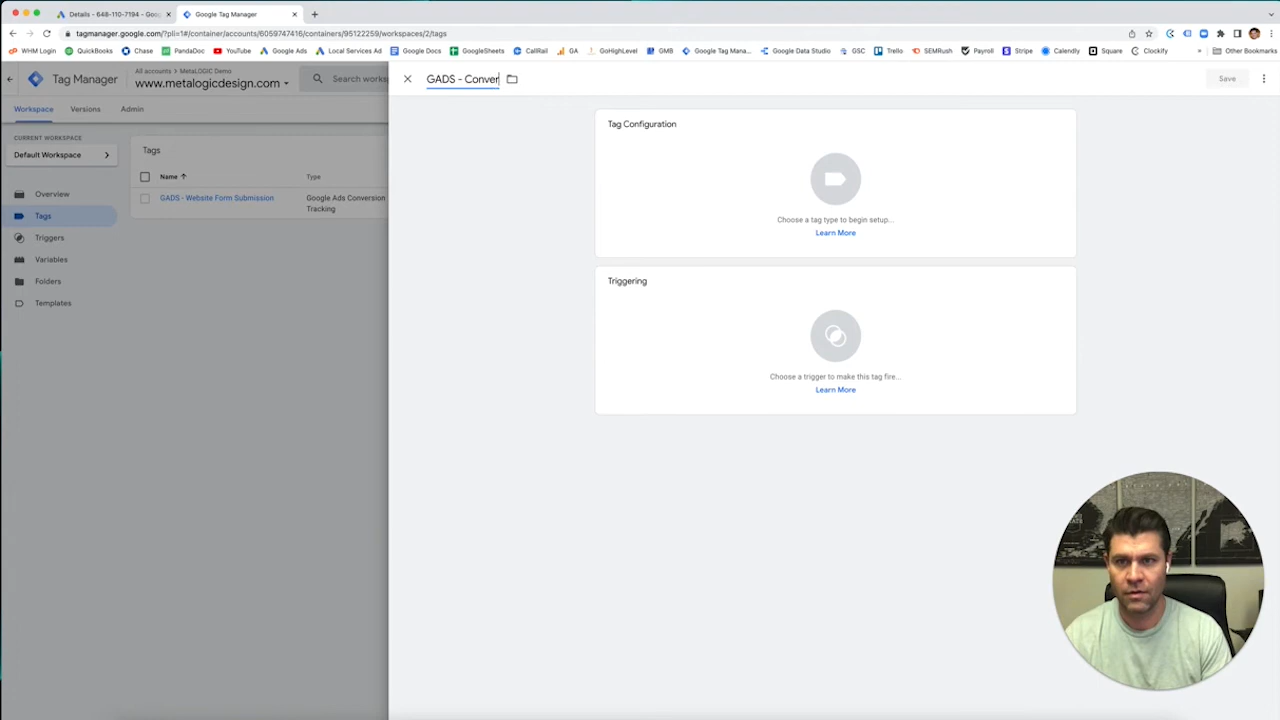 Details - 648-110-7194 - Goog
Google Tag Manager
tagmanager.google.com/?pli=1#/container/accounts/6059747416/containers/95122259/workspaces/2/tags
WHM Login
QuickBooks
Chase
PandaDoc
YouTube
Google Ads
Local Services Ad
Google Docs
GoogleSheets
CallRail
GA
GoHighLevel
GMB
Google Tag Mana...
Google Data Studio
GSC
Trello
SEMRush
Payroll
Stripe
Calendly
Square
Clockify
»
Other Bookmarks
Tag Manager
All accounts > MetaLOGIC Demo
www.metalogicdesign.com
Search works
GADS - Conver
Save
Workspace
Versions
Admin
CURRENT WORKSPACE
Default Workspace
Overview
Tags
Triggers
Variables
Folders
Templates
Tags
Name
Type
GADS - Website Form Submission
Google Ads Conversion
Tracking
Tag Configuration
Choose a tag type to begin setup...
Learn More
Triggering
Choose a trigger to make this tag fire...
Learn More